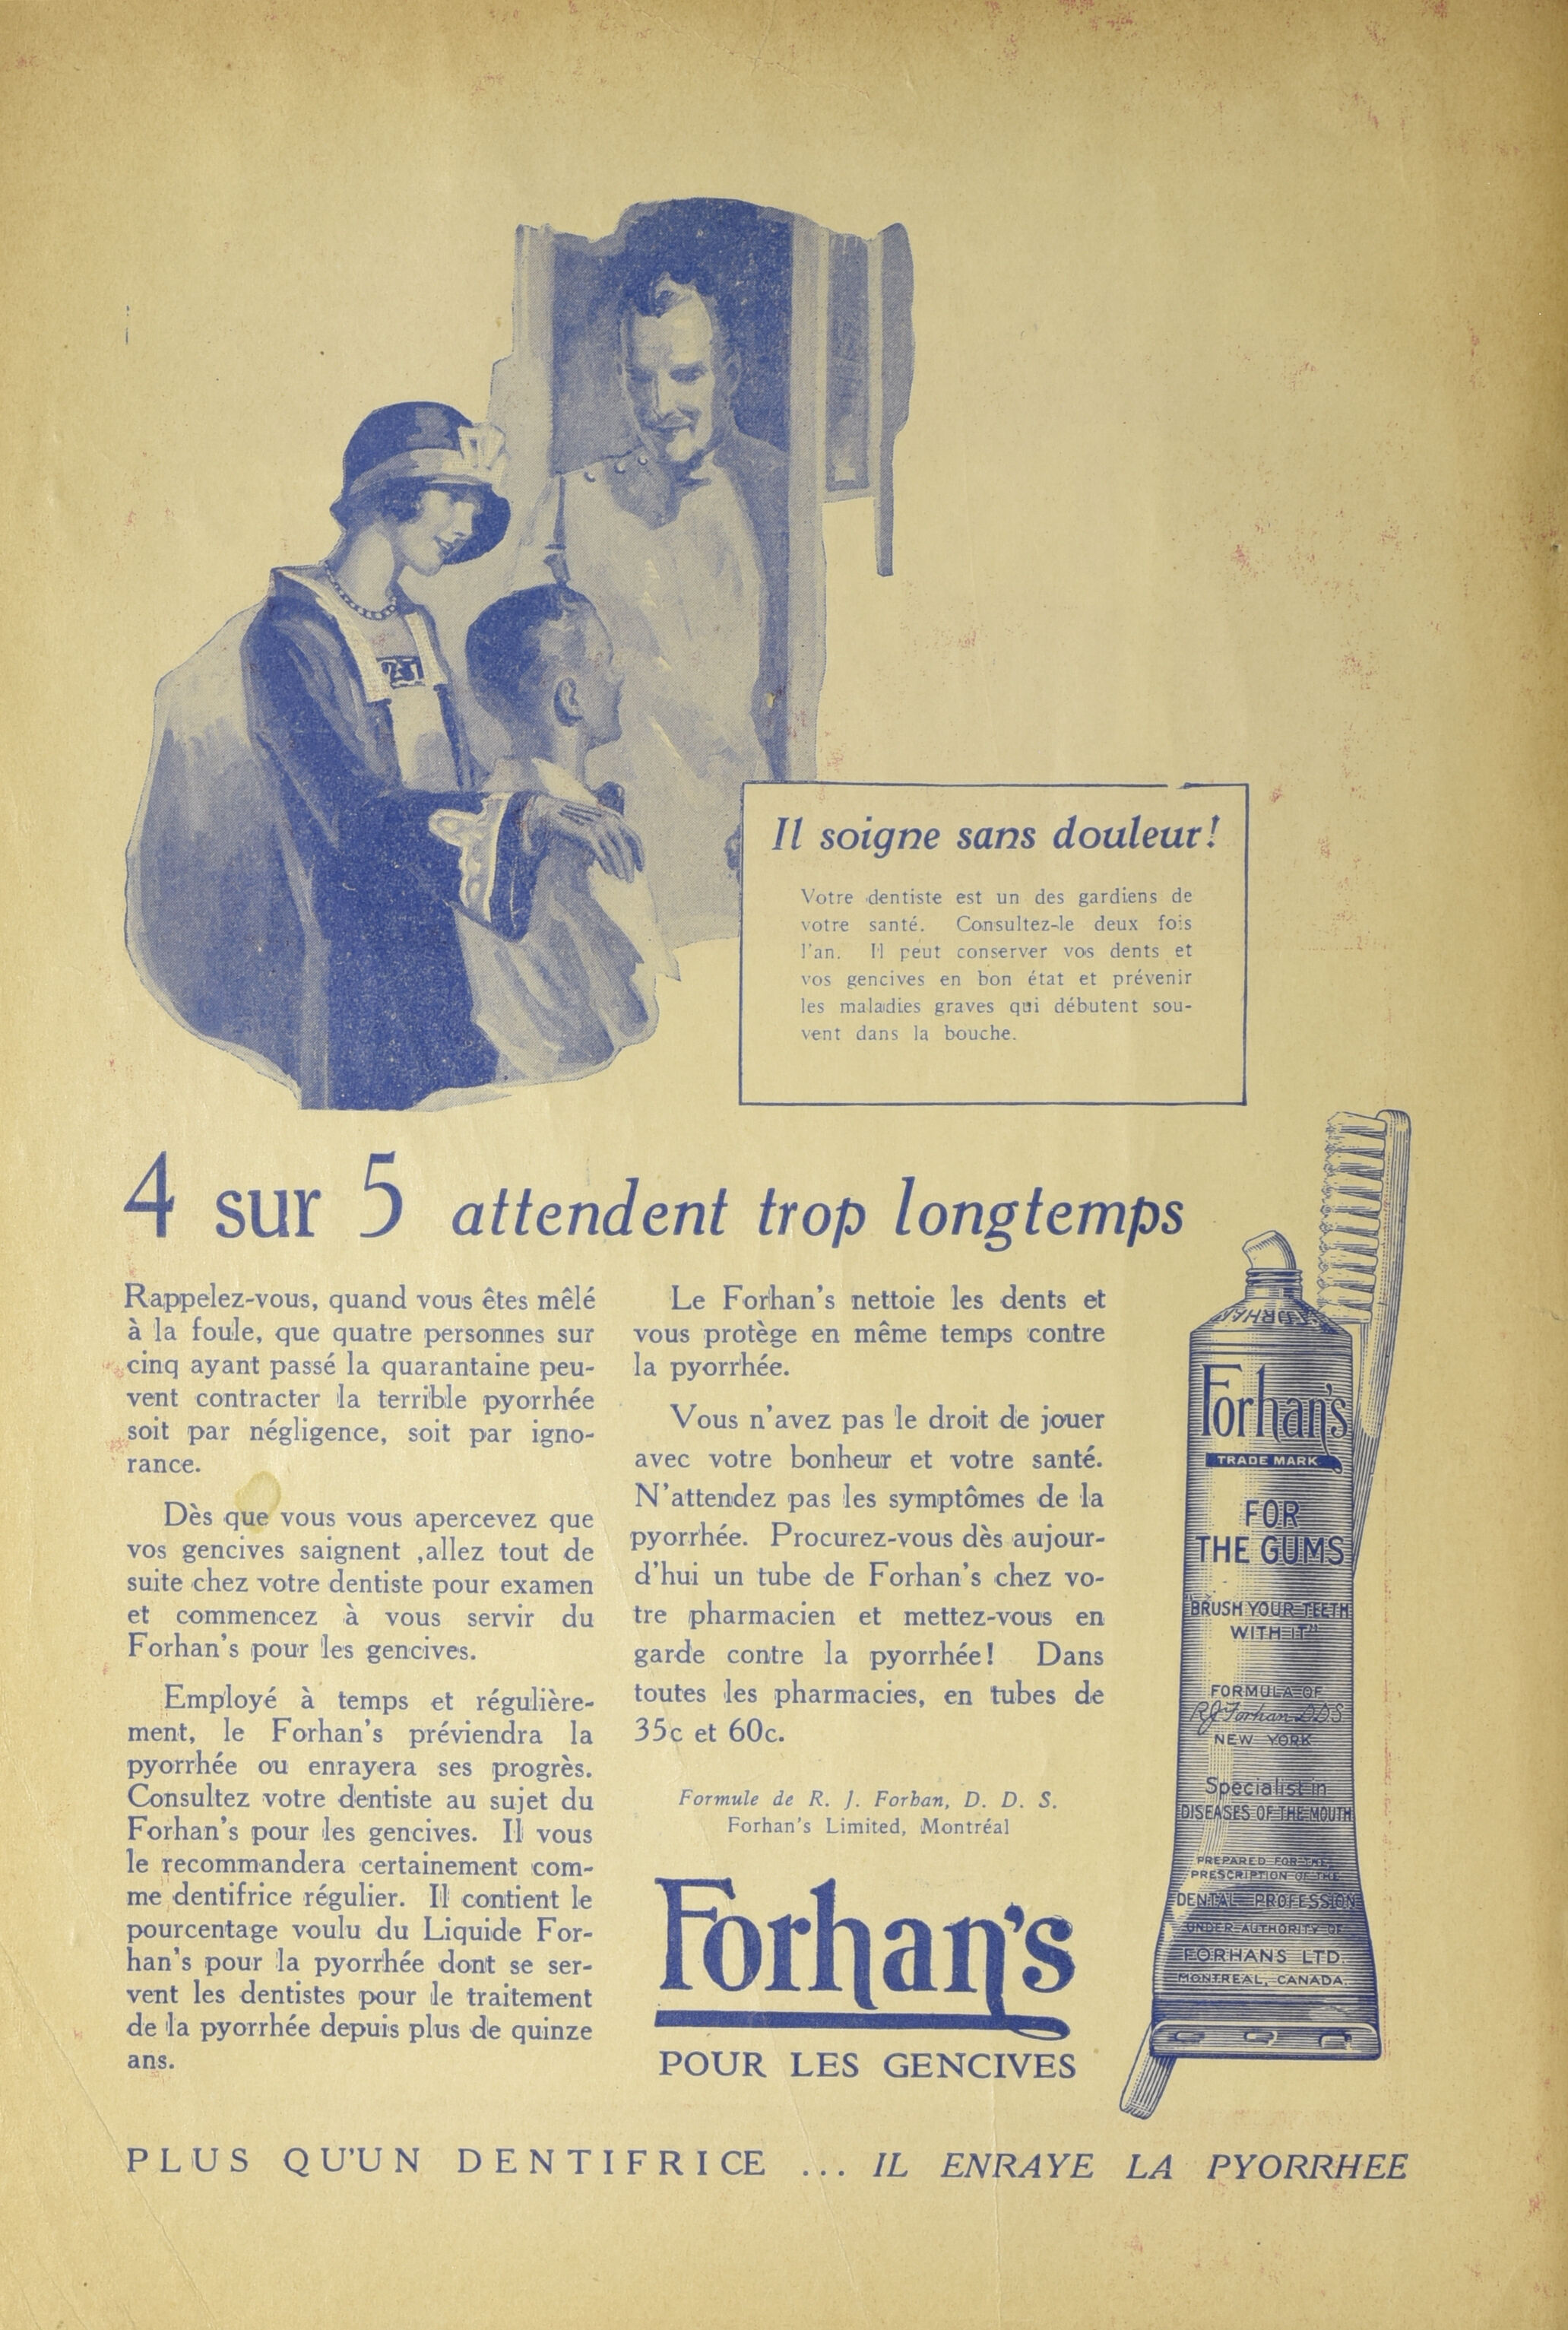 Il soigne sans douleur!
Votre dentiste est un des gardiens de
votre santé. Consultez-le deux fois
l'an. Il peut conserver vos dents et
vos gencives en bon état et prévenir
les maladies graves qui débutent sou-
vent dans la bouche.
4 sur 5 attendent trop longtemps
Rappelez-vous, quand vous êtes mêlé
à la foule, que quatre personnes sur
cinq ayant passé la quarantaine peu-
vent contracter la terrible pyorrhée
soit par négligence, soit par igno-
rance.
Dès que vous vous apercevez que
vos gencives saignent ,allez tout de
suite chez votre dentiste pour examen
et commencez à vous servir du
Forhan's pour les gencives.
Employé à temps et régulière-
ment, le Forhan's préviendra la
pyorrhée ou enrayera ses progrès.
Consultez votre dentiste au sujet du
Forhan's pour les gencives. Il vous
le recommandera certainement com-
me dentifrice régulier. Il contient le
pourcentage voulu du Liquide For-
han's pour la pyorrhée dont se ser-
vent les dentistes pour le traitement
de la pyorrhée depuis plus de quinze
ans.
Le Forhan's nettoie les dents et
vous protège en même temps contre
la pyorrhée.
Vous n'avez pas le droit de jouer
avec votre bonheur et votre santé.
N'attendez pas les symptômes de la
pyorrhée. Procurez-vous dès aujour-
d'hui un tube de Forhan's chez vo-
tre pharmacien et mettez-vous en
garde contre la pyorrhée! Dans
toutes les pharmacies, en tubes de
35c et 60c.
Formule de R. J. Forhan, D. D. S.
Forhan's Limited, Montréal
Forhan's
POUR LES GENCIVES
FORHAN'S
Forhan's
TRADE MARK
FOR
THE GUMS
"BRUSH YOUR TEETH
WITH IT"
FORMULA OF
R J Forhan DDS
NEW YORK
Specialist in
DISEASES OF THE MOUTH
PREPARED FOR THE
PRESCRIPTION OF THE
DENTAL PROFESSION
UNDER AUTHORITY OF
FORHANS LTD.
MONTREAL, CANADA.
PLUS QU'UN DENTIFRICE ... IL ENRAYE LA PYORRHEE